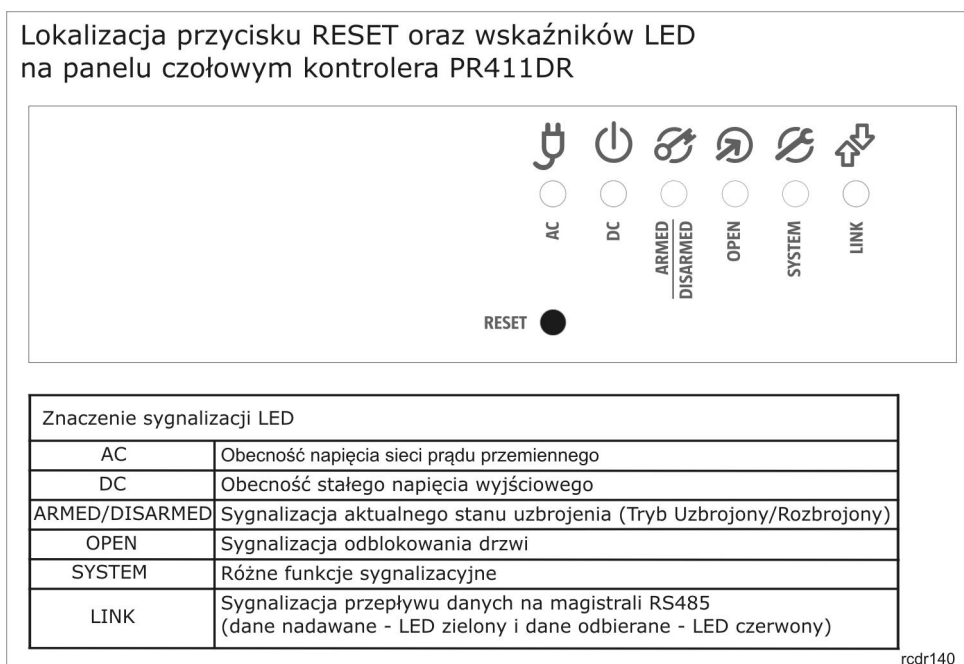 Lokalizacja przycisku RESET oraz wskaźników LED
na panelu czołowym kontrolera PR411DR
AC
DC
ARMED
DISARMED
OPEN
SYSTEM
LINK
RESET
Znaczenie sygnalizacji LED
AC Obecność napięcia sieci prądu przemiennego
DC Obecność stałego napięcia wyjściowego
ARMED/DISARMED Sygnalizacja aktualnego stanu uzbrojenia (Tryb Uzbrojony/Rozbrojony)
OPEN Sygnalizacja odblokowania drzwi
SYSTEM Różne funkcje sygnalizacyjne
LINK Sygnalizacja przepływu danych na magistrali RS485
(dane nadawane - LED zielony i dane odbierane - LED czerwony)
rcdr140